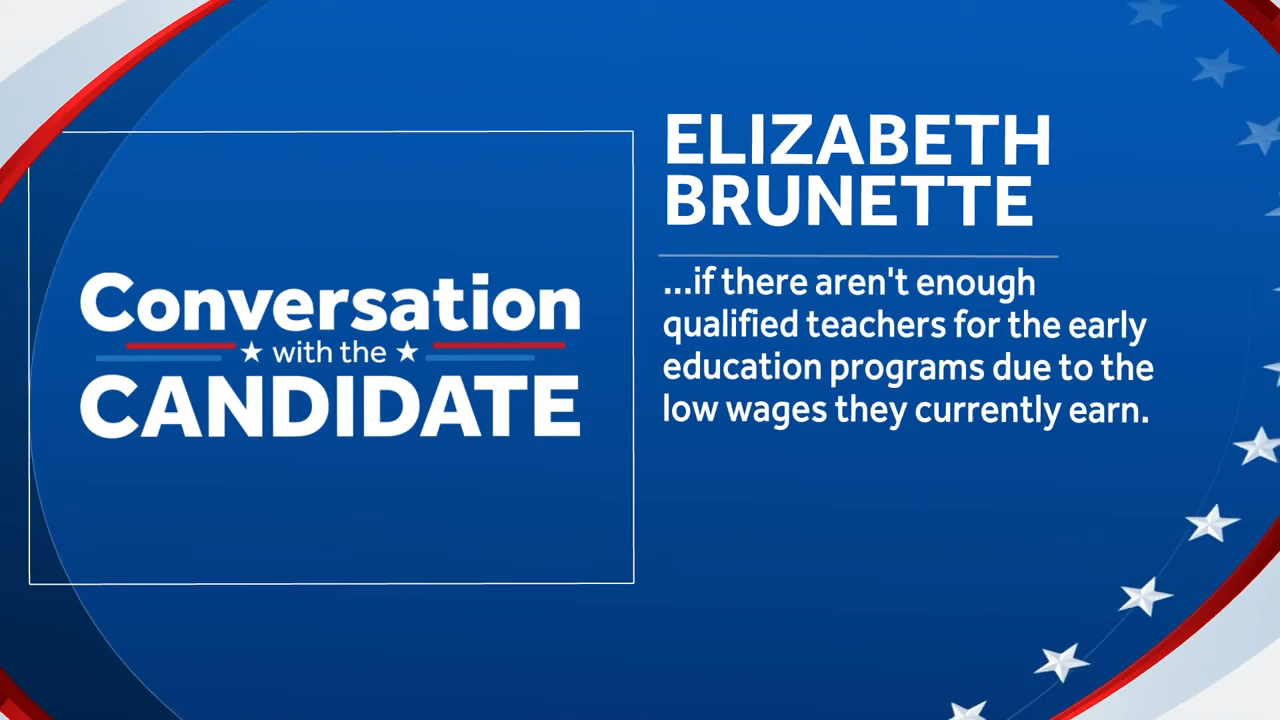 Conversation
with the
CANDIDATE
ELIZABETH
BRUNETTE
...if there aren't enough
qualified teachers for the early
education programs due to the
low wages they currently earn.